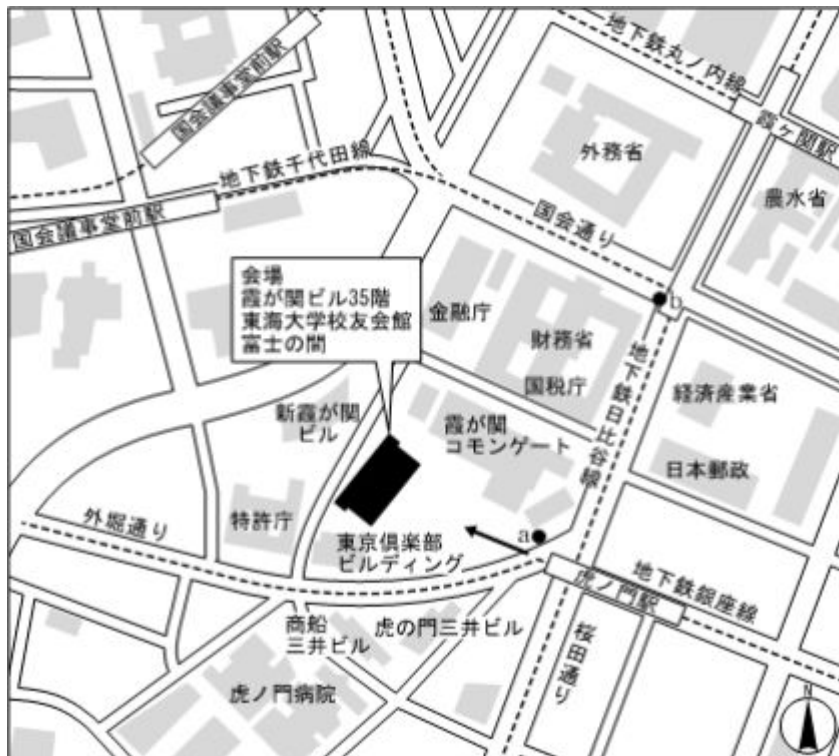 地下鉄丸ノ内線
国会議事堂前駅
霞ヶ関駅
外務省
地下鉄千代田線
農水省
国会議事堂前駅
国会通り
会場
霞が関ビル35階
東海大学校友会館
富士の間
b
金融庁
財務省
地下鉄日比谷線
国税庁
経済産業省
新霞が関
ビル
霞が関
コモンゲート
日本郵政
外堀通り
特許庁
a
東京倶楽部
ビルディング
虎ノ門駅
地下鉄銀座線
商船
三井ビル
虎の門三井ビル
桜田通り
虎ノ門病院
N